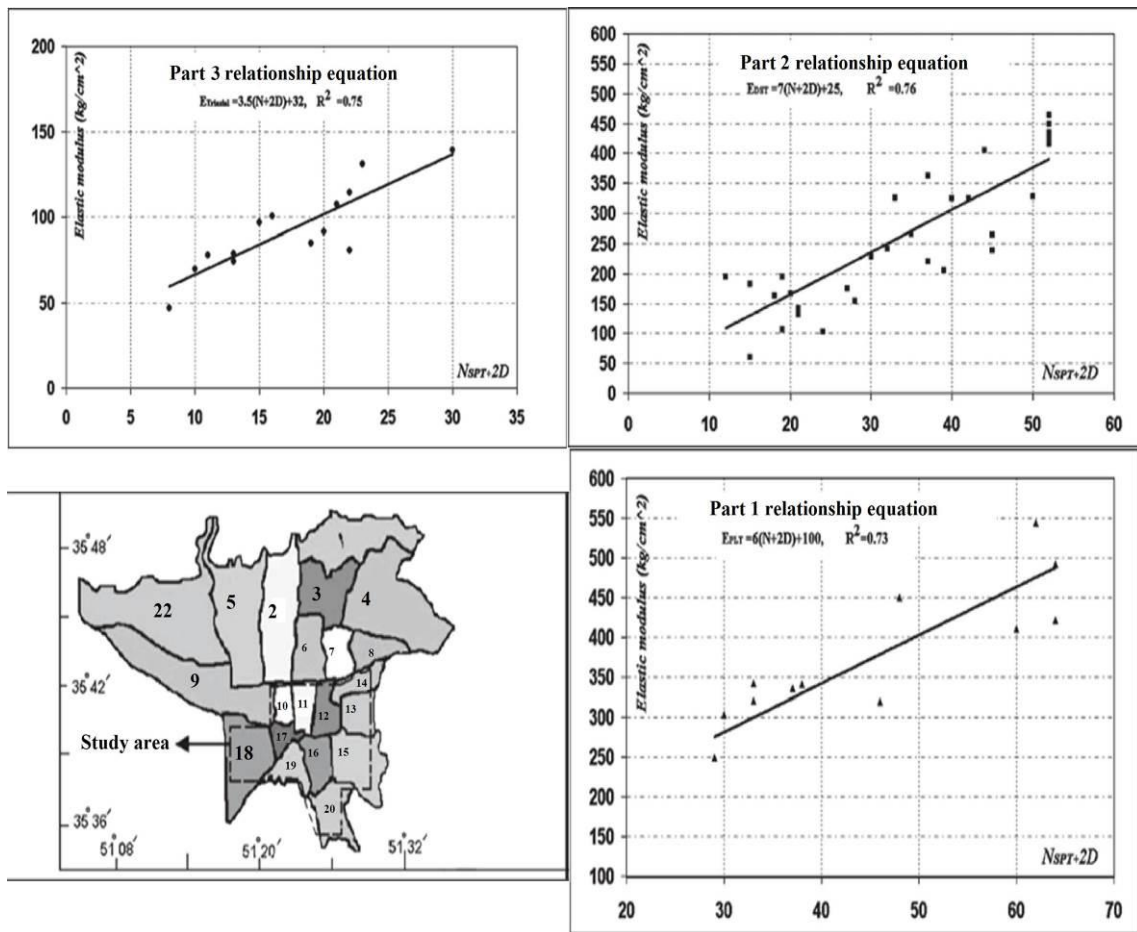 Part 3 relationship equation
ETriaxial =3.5(N+2D)+32, R2 =0.75
Elastic modulus (kg/cm^2)
200
150
100
50
0
NSPT+2D
0 5 10 15 20 25 30 35
Part 2 relationship equation
EDST =7(N+2D)+25, R2 =0.76
Elastic modulus (kg/cm^2)
600
550
500
450
400
350
300
250
200
150
100
50
0
NSPT+2D
0 10 20 30 40 50 60
35°48′
35°42′
35 36′
51°08′ 51°20′ 51°32′
1
22 5 2 3 4
6 7 8
9 14
10 11 12 13
Study area
18 17 16 15
19
20
Part 1 relationship equation
EPLT =6(N+2D)+100, R2=0.73
Elastic modulus (kg/cm^2)
600
550
500
450
400
350
300
250
200
150
100
NSPT+2D
20 30 40 50 60 70